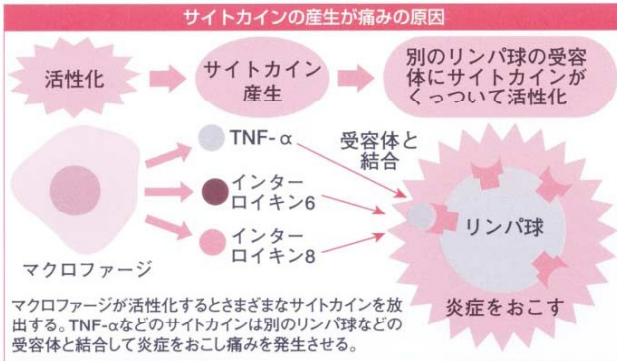 サイトカインの産生が痛みの原因
活性化
サイトカイン
産生
別のリンパ球の受容
体にサイトカインが
くっついて活性化
TNF-α
受容体と
結合
インター
ロイキン6
インター
ロイキン8
リンパ球
マクロファージ
炎症をおこす
マクロファージが活性化するとさまざまなサイトカインを放
出する。TNF-αなどのサイトカインは別のリンパ球などの
受容体と結合して炎症をおこし痛みを発生させる。